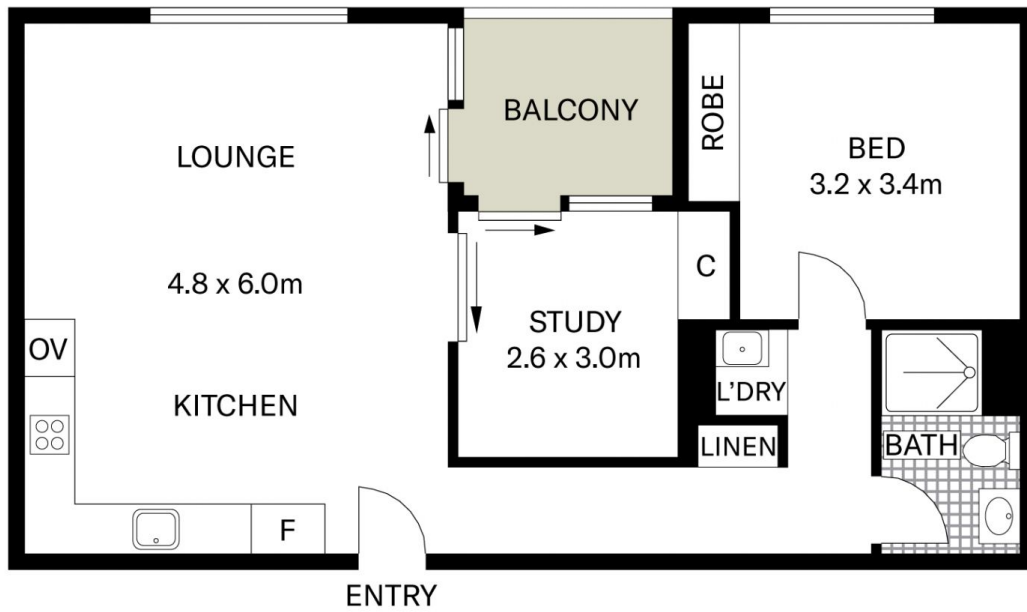 LOUNGE
4.8 x 6.0m
KITCHEN
OV
F
ENTRY
BALCONY
STUDY
2.6 x 3.0m
C
ROBE
BED
3.2 x 3.4m
L'DRY
LINEN
BATH